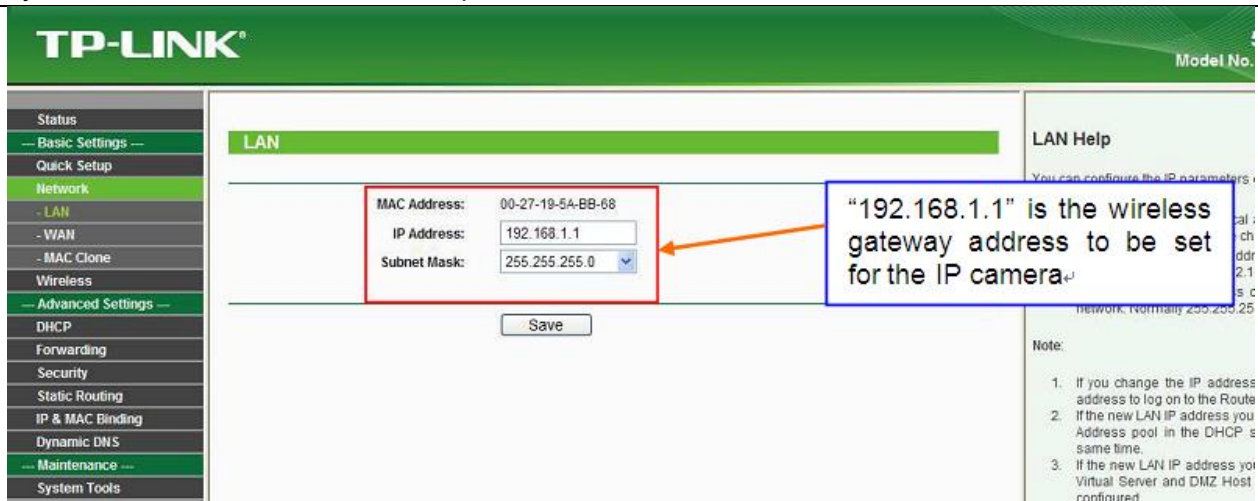 TP-LINK®
Model No.
Status
--- Basic Settings ---
Quick Setup
Network
- LAN
- WAN
- MAC Clone
Wireless
--- Advanced Settings ---
DHCP
Forwarding
Security
Static Routing
IP & MAC Binding
Dynamic DNS
--- Maintenance ---
System Tools
LAN
MAC Address: 00-27-19-5A-BB-68
IP Address: 192.168.1.1
Subnet Mask: 255.255.255.0
Save
"192.168.1.1" is the wireless
gateway address to be set
for the IP camera
LAN Help
You can configure the IP parameters
network. Normally 255.255.25
Note:
1. If you change the IP address
address to log on to the Route
2. If the new LAN IP address you
Address pool in the DHCP s
same time.
3. If the new LAN IP address you
Virtual Server and DMZ Host
configured.